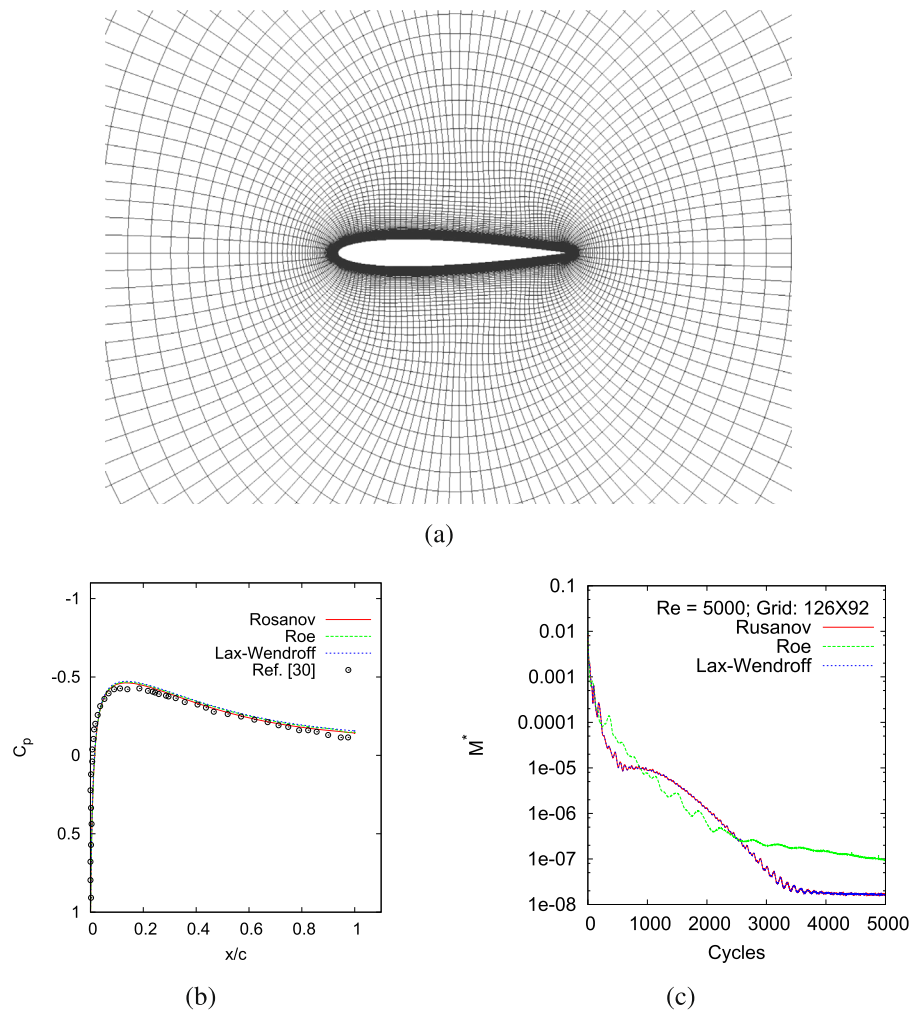 (a)
-1
-0.5
0
0.5
1
C_p
Rosanov
Roe
Lax-Wendroff
Ref. [30]
0 0.2 0.4 0.6 0.8 1
x/c
(b)
0.1
0.01
0.001
0.0001
1e-05
1e-06
1e-07
1e-08
M*
Re = 5000; Grid: 126X92
Rusanov
Roe
Lax-Wendroff
0 1000 2000 3000 4000 5000
Cycles
(c)